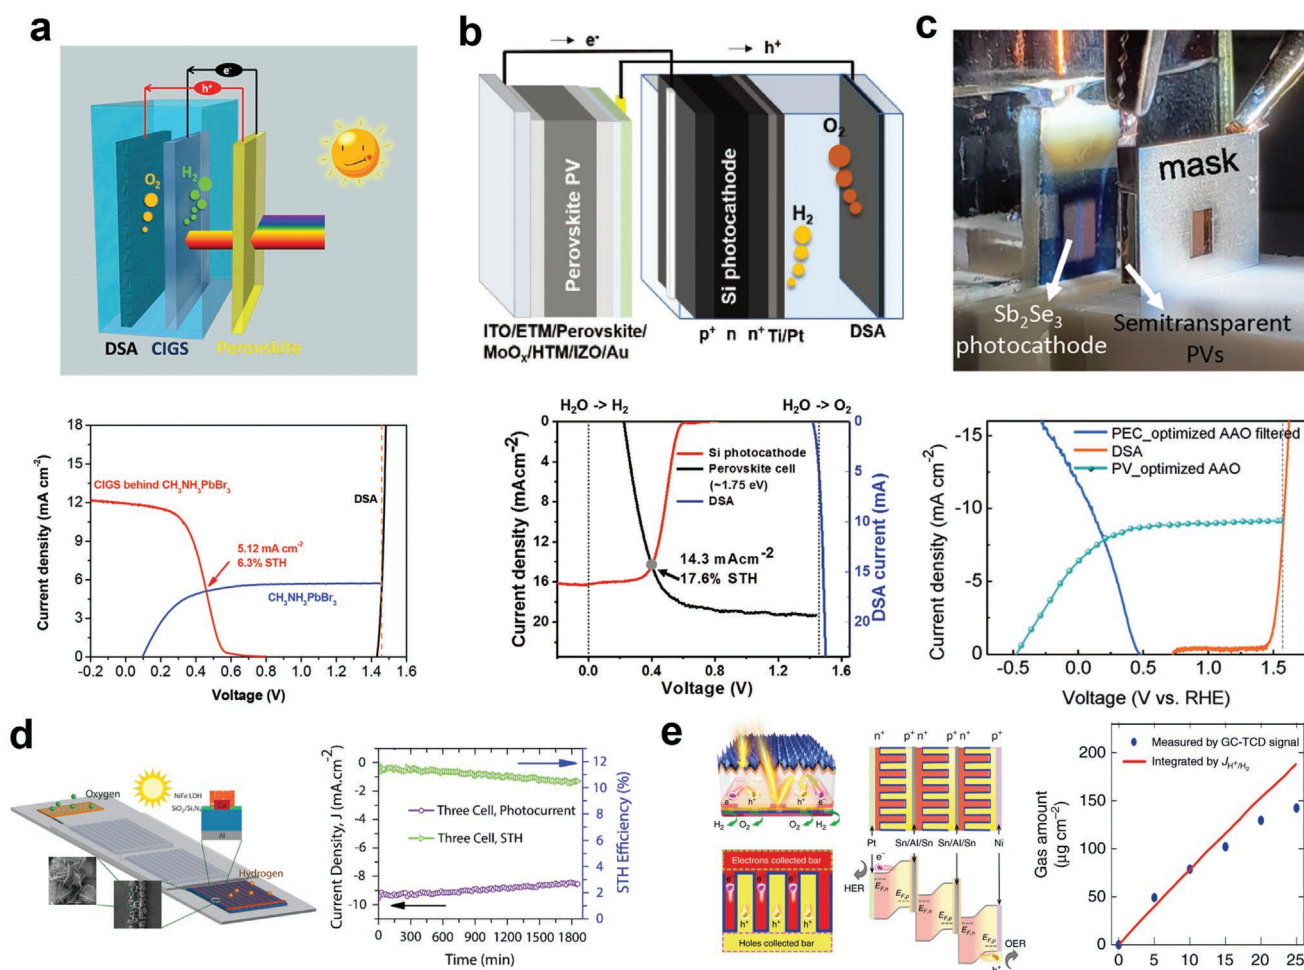 a
e-
h+
O2
H2
DSA CIGS Perovskite
18
15
12
9
6
3
0
Current density (mA cm-2)
CIGS behind CH3NH3PbBr3
5.12 mA cm-2
6.3% STH
CH3NH3PbBr3
DSA
-0.2 0.0 0.2 0.4 0.6 0.8 1.0 1.2 1.4 1.6
Voltage (V)
b
e-
h+
Perovskite PV
Si photocathode
O2
H2
ITO/ETM/Perovskite/
MoOx/HTM/IZO/Au
p+ n n+ Ti/Pt
DSA
H2O -> H2
H2O -> O2
0
4
8
12
16
20
Current density (mAcm-2)
Si photocathode
Perovskite cell
(~1.75 eV)
DSA
14.3 mAcm-2
17.6% STH
0
5
10
15
20
DSA current (mA)
0.0 0.4 0.8 1.2 1.6
Voltage (V)
c
mask
Sb2Se3
photocathode
Semitransparent
PVs
-15
-10
-5
0
Current density (mA cm-2)
PEC_optimized AAO filtered
DSA
PV_optimized AAO
-0.5 0.0 0.5 1.0 1.5
Voltage (V vs. RHE)
d
Oxygen
NiFe LDH
Al
Hydrogen
0
-2
-4
-6
-8
-10
Current Density, J (mA.cm-2)
Three Cell, Photocurrent
Three Cell, STH
12
10
8
6
4
2
0
STH Efficiency (%)
0 300 600 900 1200 1500 1800
Time (min)
e
e- h+ h+ e-
H2 O2 O2 H2
Electrons collected bar
e- e- e-
h+ h+
Holes collected bar
n+ p+ n+ p+ n+ p+
Pt Sn/Al/Sn Sn/Al/Sn Ni
e-
HER
EF,n
EF,p
EF,n
EF,p
EF,n
EF,p
OER
h+
200
150
100
50
0
Gas amount
(µg cm-2)
Measured by GC-TCD signal
Integrated by JH+/H2
0 5 10 15 20 25